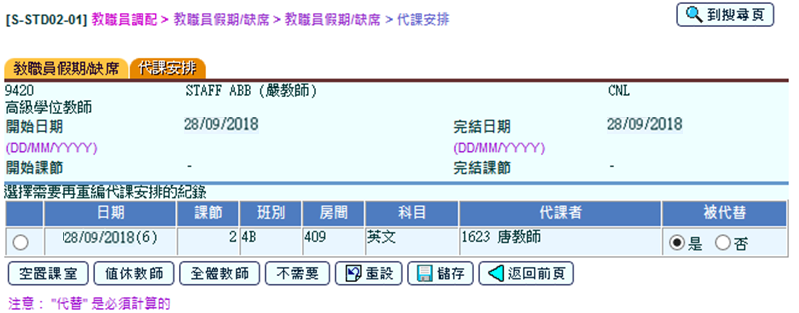 [S-STD02-01] 教職員調配 > 教職員假期/缺席 > 教職員假期/缺席 > 代課安排
到搜尋頁
教職員假期/缺席 代課安排
9420 STAFF ABB (嚴教師) CNL
高級學位教師
開始日期 28/09/2018 完結日期 28/09/2018
(DD/MM/YYYY) (DD/MM/YYYY)
開始課節 - 完結課節 -
選擇需要再重編代課安排的紀錄
日期 課節 班別 房間 科目 代課者 被代替
28/09/2018(6) 2 4B 409 英文 1623 唐教師 是 否
空置課室 值休教師 全體教師 不需要 重設 儲存 返回前頁
注意： "代替" 是必須計算的